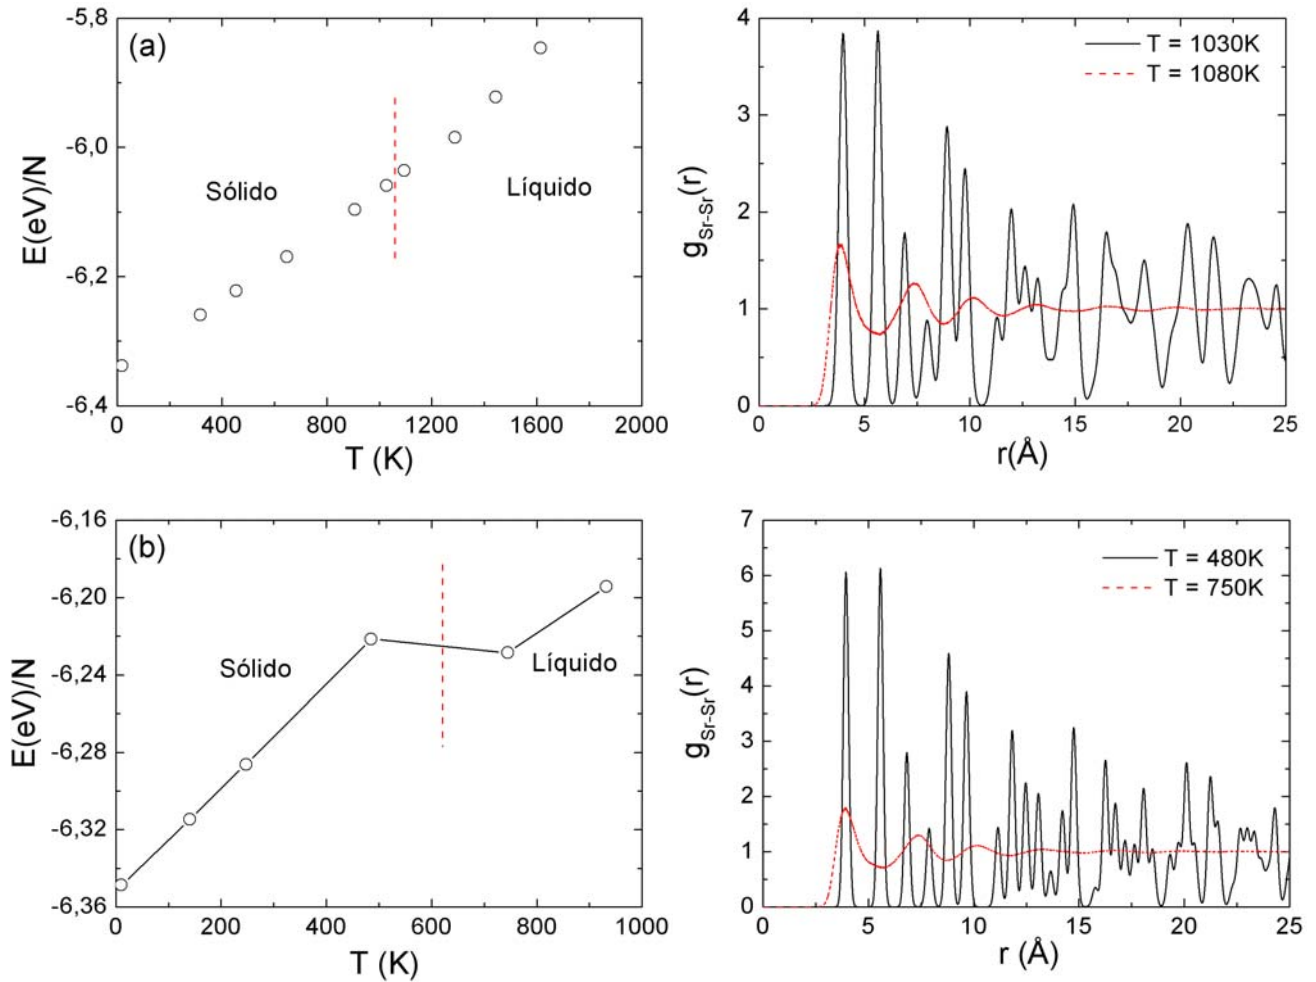 (a)
-5,8
-6,0
-6,2
-6,4
E(eV)/N
Sólido
Líquido
0 400 800 1200 1600 2000
T (K)
T = 1030K
T = 1080K
4
3
2
1
0
g_Sr-Sr(r)
0 5 10 15 20 25
r(Å)
(b)
-6,16
-6,20
-6,24
-6,28
-6,32
-6,36
E(eV)/N
Sólido
Líquido
0 200 400 600 800 1000
T (K)
T = 480K
T = 750K
7
6
5
4
3
2
1
0
g_Sr-Sr(r)
0 5 10 15 20 25
r (Å)